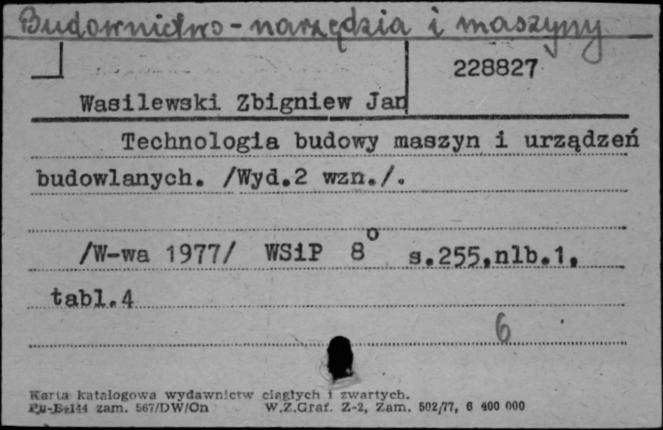 Budownictwo - narzędzia i maszyny
228827
Wasilewski Zbigniew Jan
Technologia budowy maszyn i urządzeń
budowlanych. /Wyd.2 wzn./.
/W-wa 1977/ WSiP 8° s.255,nlb.1,
tabl.4
6
Karta katalogowa wydawnictw ciągłych i zwartych.
zam. 567/DW/On W.Z.Graf. Z-2, Zam. 502/77, 6 400 000